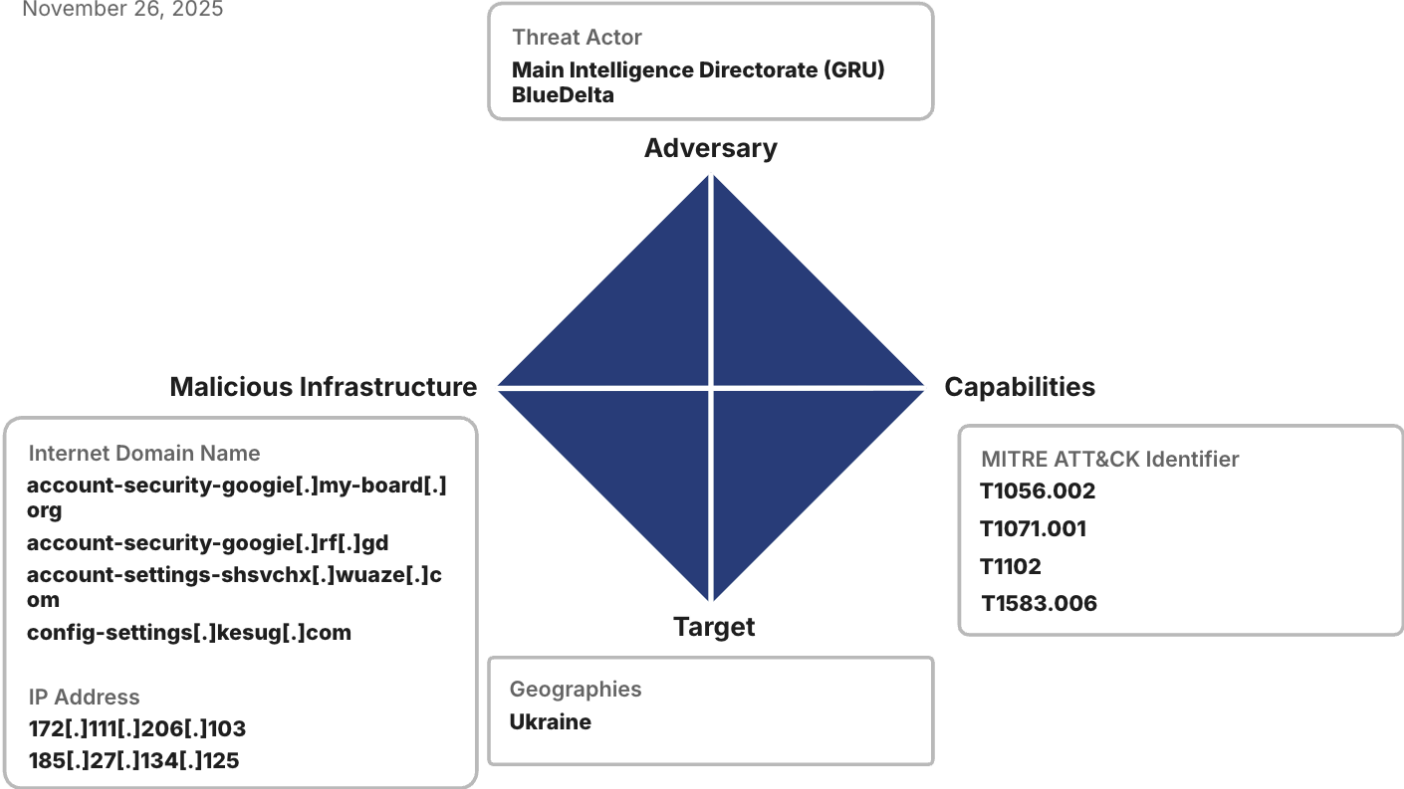 November 26, 2025
Threat Actor
Main Intelligence Directorate (GRU)
BlueDelta
Adversary
Malicious Infrastructure
Capabilities
Internet Domain Name
account-security-googie[.]my-board[.]
org
account-security-googie[.]rf[.]gd
account-settings-shsvchx[.]wuaze[.]c
om
config-settings[.]kesug[.]com
IP Address
172[.]111[.]206[.]103
185[.]27[.]134[.]125
MITRE ATT&CK Identifier
T1056.002
T1071.001
T1102
T1583.006
Target
Geographies
Ukraine